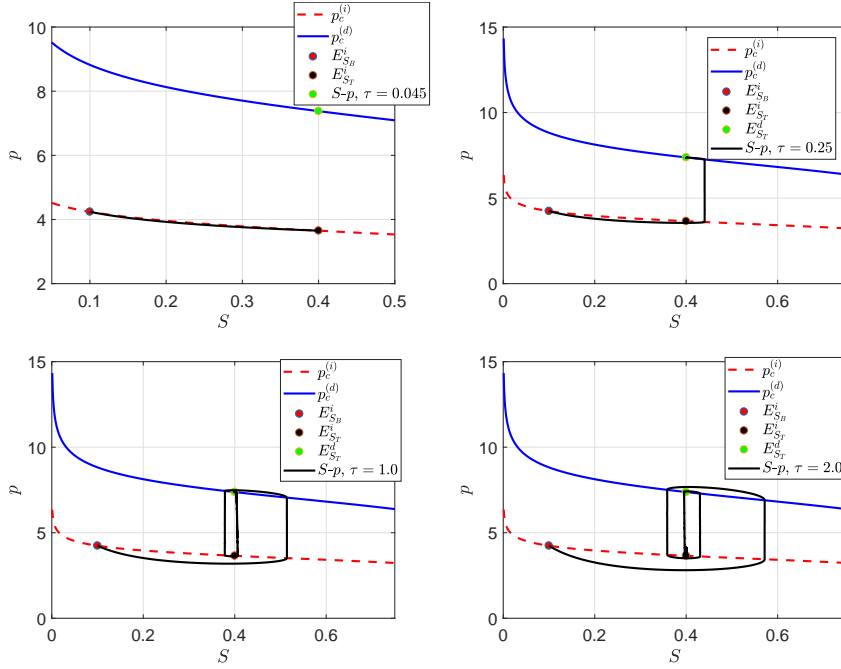 p_c^{(i)}
p_c^{(d)}
E^i_{S_B}
E^i_{S_T}
S-p, τ = 0.045
10
8
6
4
2
p
0.1
0.2
0.3
0.4
0.5
S
p_c^{(i)}
p_c^{(d)}
E^i_{S_B}
E^i_{S_T}
E^d_{S_T}
S-p, τ = 0.25
15
10
5
0
p
0
0.2
0.4
0.6
S
p_c^{(i)}
p_c^{(d)}
E^i_{S_B}
E^i_{S_T}
E^d_{S_T}
S-p, τ = 1.0
15
10
5
0
p
0
0.2
0.4
0.6
S
p_c^{(i)}
p_c^{(d)}
E^i_{S_B}
E^i_{S_T}
E^d_{S_T}
S-p, τ = 2.0
15
10
5
0
p
0
0.2
0.4
0.6
S